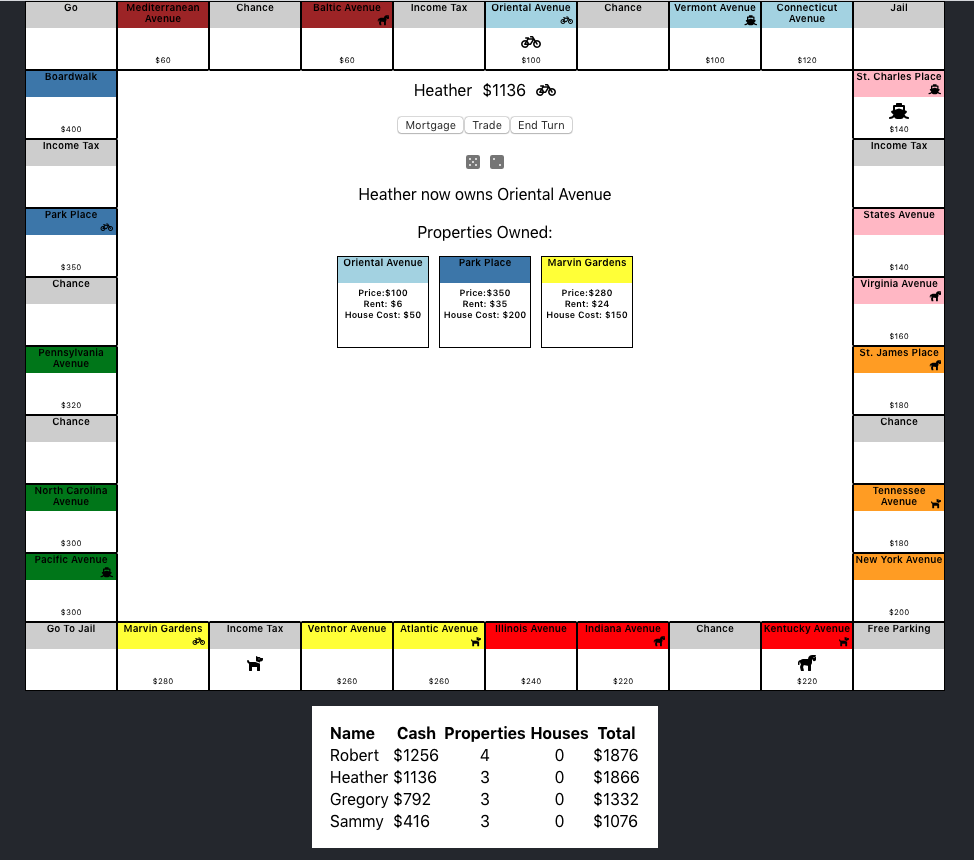 Go
Mediterranean
Avenue
$60
Chance
Baltic Avenue
$60
Income Tax
Oriental Avenue
$100
Chance
Vermont Avenue
$100
Connecticut
Avenue
$120
Jail
Boardwalk
$400
Heather $1136
St. Charles Place
$140
Mortgage Trade End Turn
Income Tax
Income Tax
Heather now owns Oriental Avenue
Park Place
$350
Properties Owned:
States Avenue
$140
Oriental Avenue
Price:$100
Rent: $6
House Cost: $50
Park Place
Price:$350
Rent: $35
House Cost: $200
Marvin Gardens
Price:$280
Rent: $24
House Cost: $150
Chance
Virginia Avenue
$160
Pennsylvania
Avenue
$320
St. James Place
$180
Chance
Chance
North Carolina
Avenue
$300
Tennessee
Avenue
$180
Pacific Avenue
$300
New York Avenue
$200
Go To Jail
Marvin Gardens
$280
Income Tax
Ventnor Avenue
$260
Atlantic Avenue
$260
Illinois Avenue
$240
Indiana Avenue
$220
Chance
Kentucky Avenue
$220
Free Parking
Name Cash Properties Houses Total
Robert $1256 4 0 $1876
Heather $1136 3 0 $1866
Gregory $792 3 0 $1332
Sammy $416 3 0 $1076